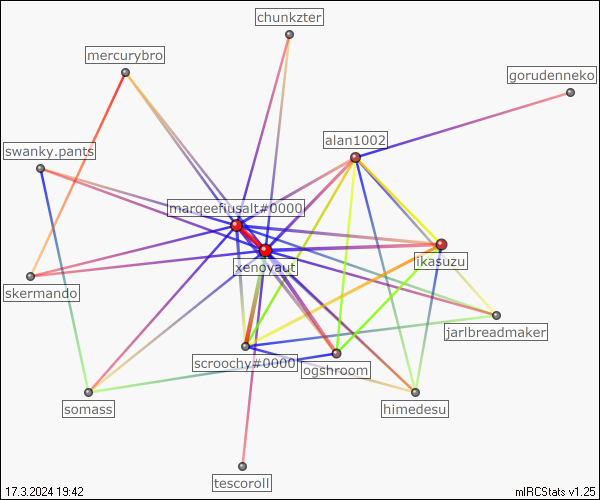 chunkzter
mercurybro
gorudenneko
alan1002
swanky.pants
margeefusalt#0000
ikasuzu
xenoyaut
skermando
jarlbreadmaker
scroochy#0000
ogshroom
somass
himedesu
tescoroll
17.3.2024 19:42
mIRCStats v1.25